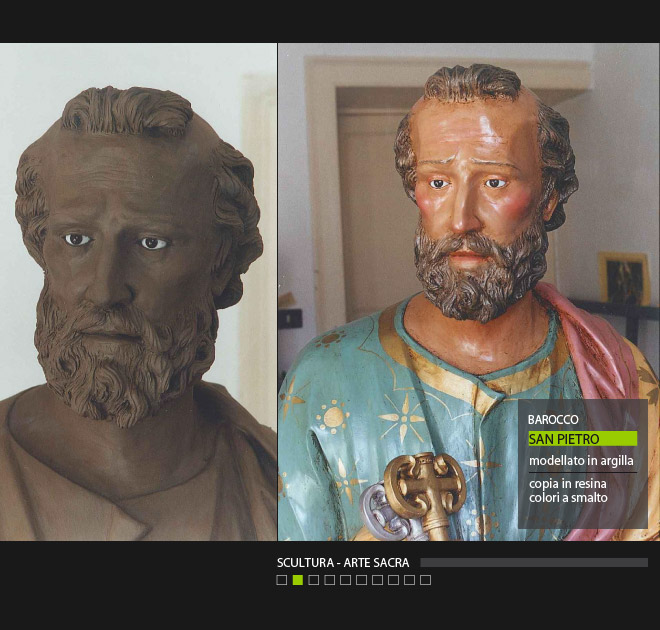 BAROCCO
SAN PIETRO
modellato in argilla
copia in resina
colori a smalto
SCULTURA - ARTE SACRA